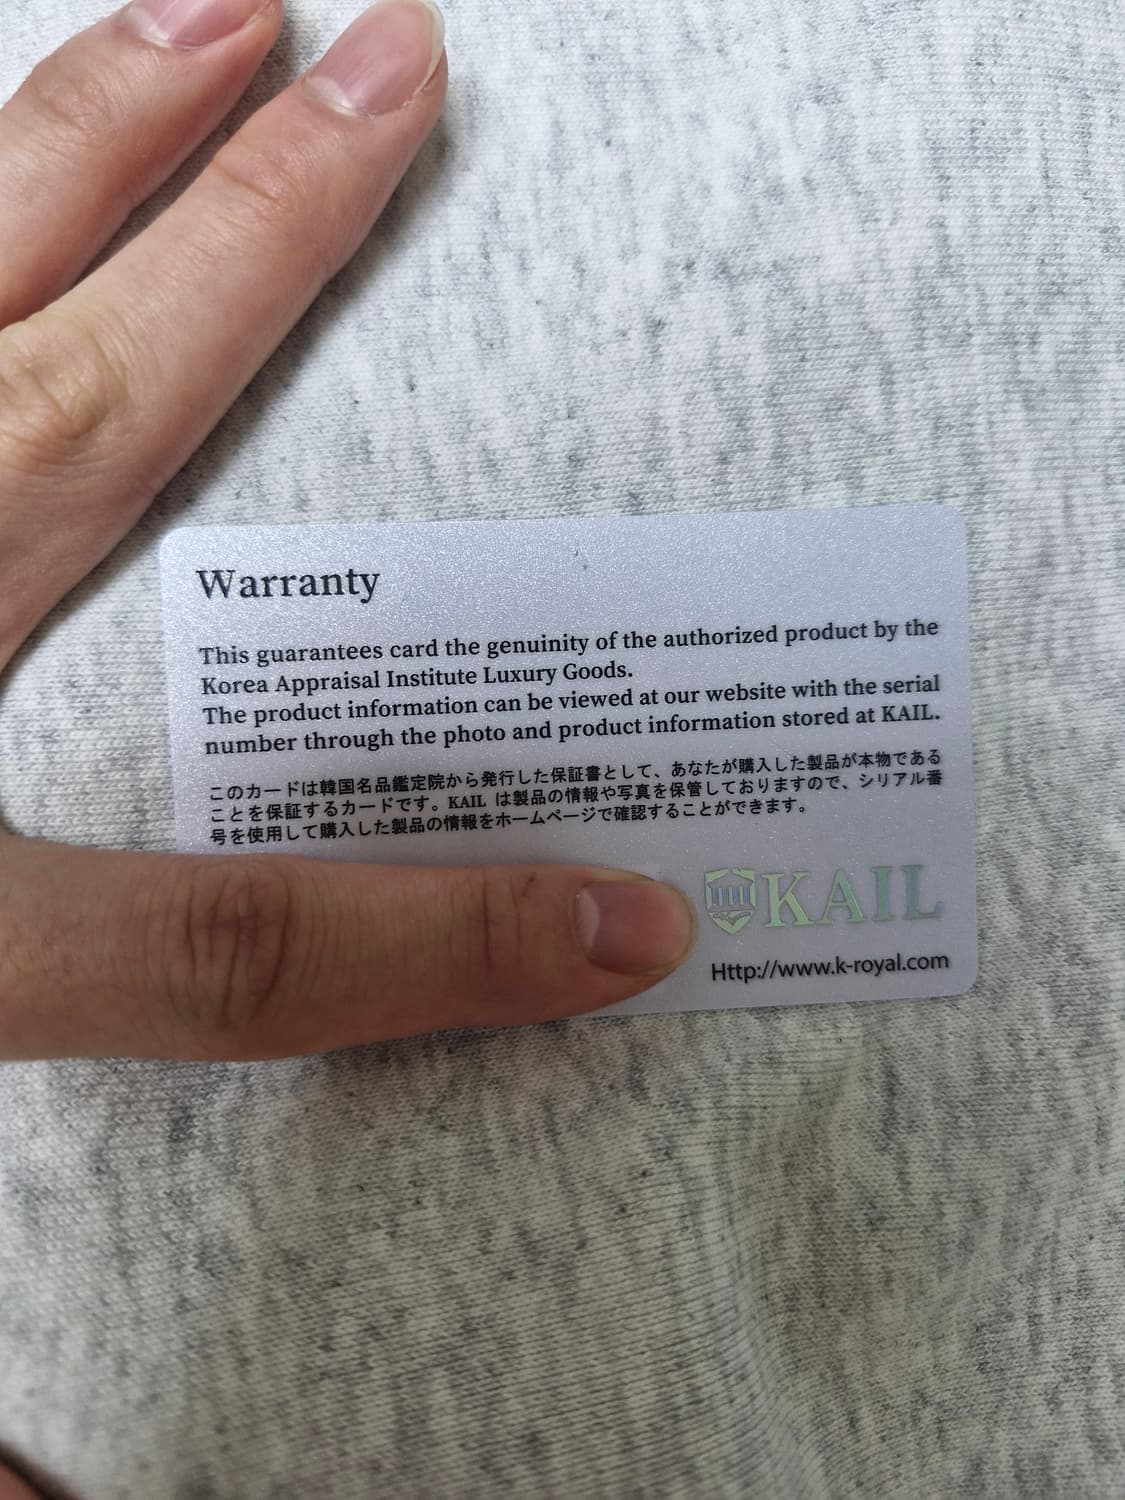 Warranty
This guarantees card the genuinity of the authorized product by the
Korea Appraisal Institute Luxury Goods.
The product information can be viewed at our website with the serial
number through the photo and product information stored at KAIL.
このカードは韓国名品鑑定院から発行した保証書として、あなたが購入した製品が本物である
ことを保証するカードです。KAIL は製品の情報や写真を保管しておりますので、シリアル番
号を使用して購入した製品の情報をホームページで確認することができます。
KAIL
Http://www.k-royal.com